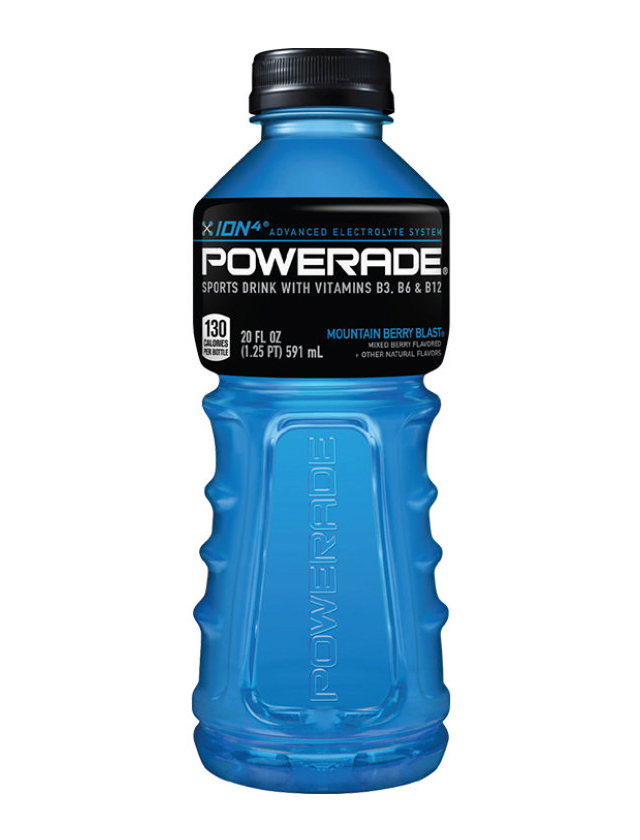 ION4® ADVANCED ELECTROLYTE SYSTEM
POWERADE®
SPORTS DRINK WITH VITAMINS B3, B6 & B12
130
CALORIES
PER BOTTLE
20 FL OZ
(1.25 PT) 591 mL
MOUNTAIN BERRY BLAST®
MIXED BERRY FLAVORED
+ OTHER NATURAL FLAVORS
POWERADE